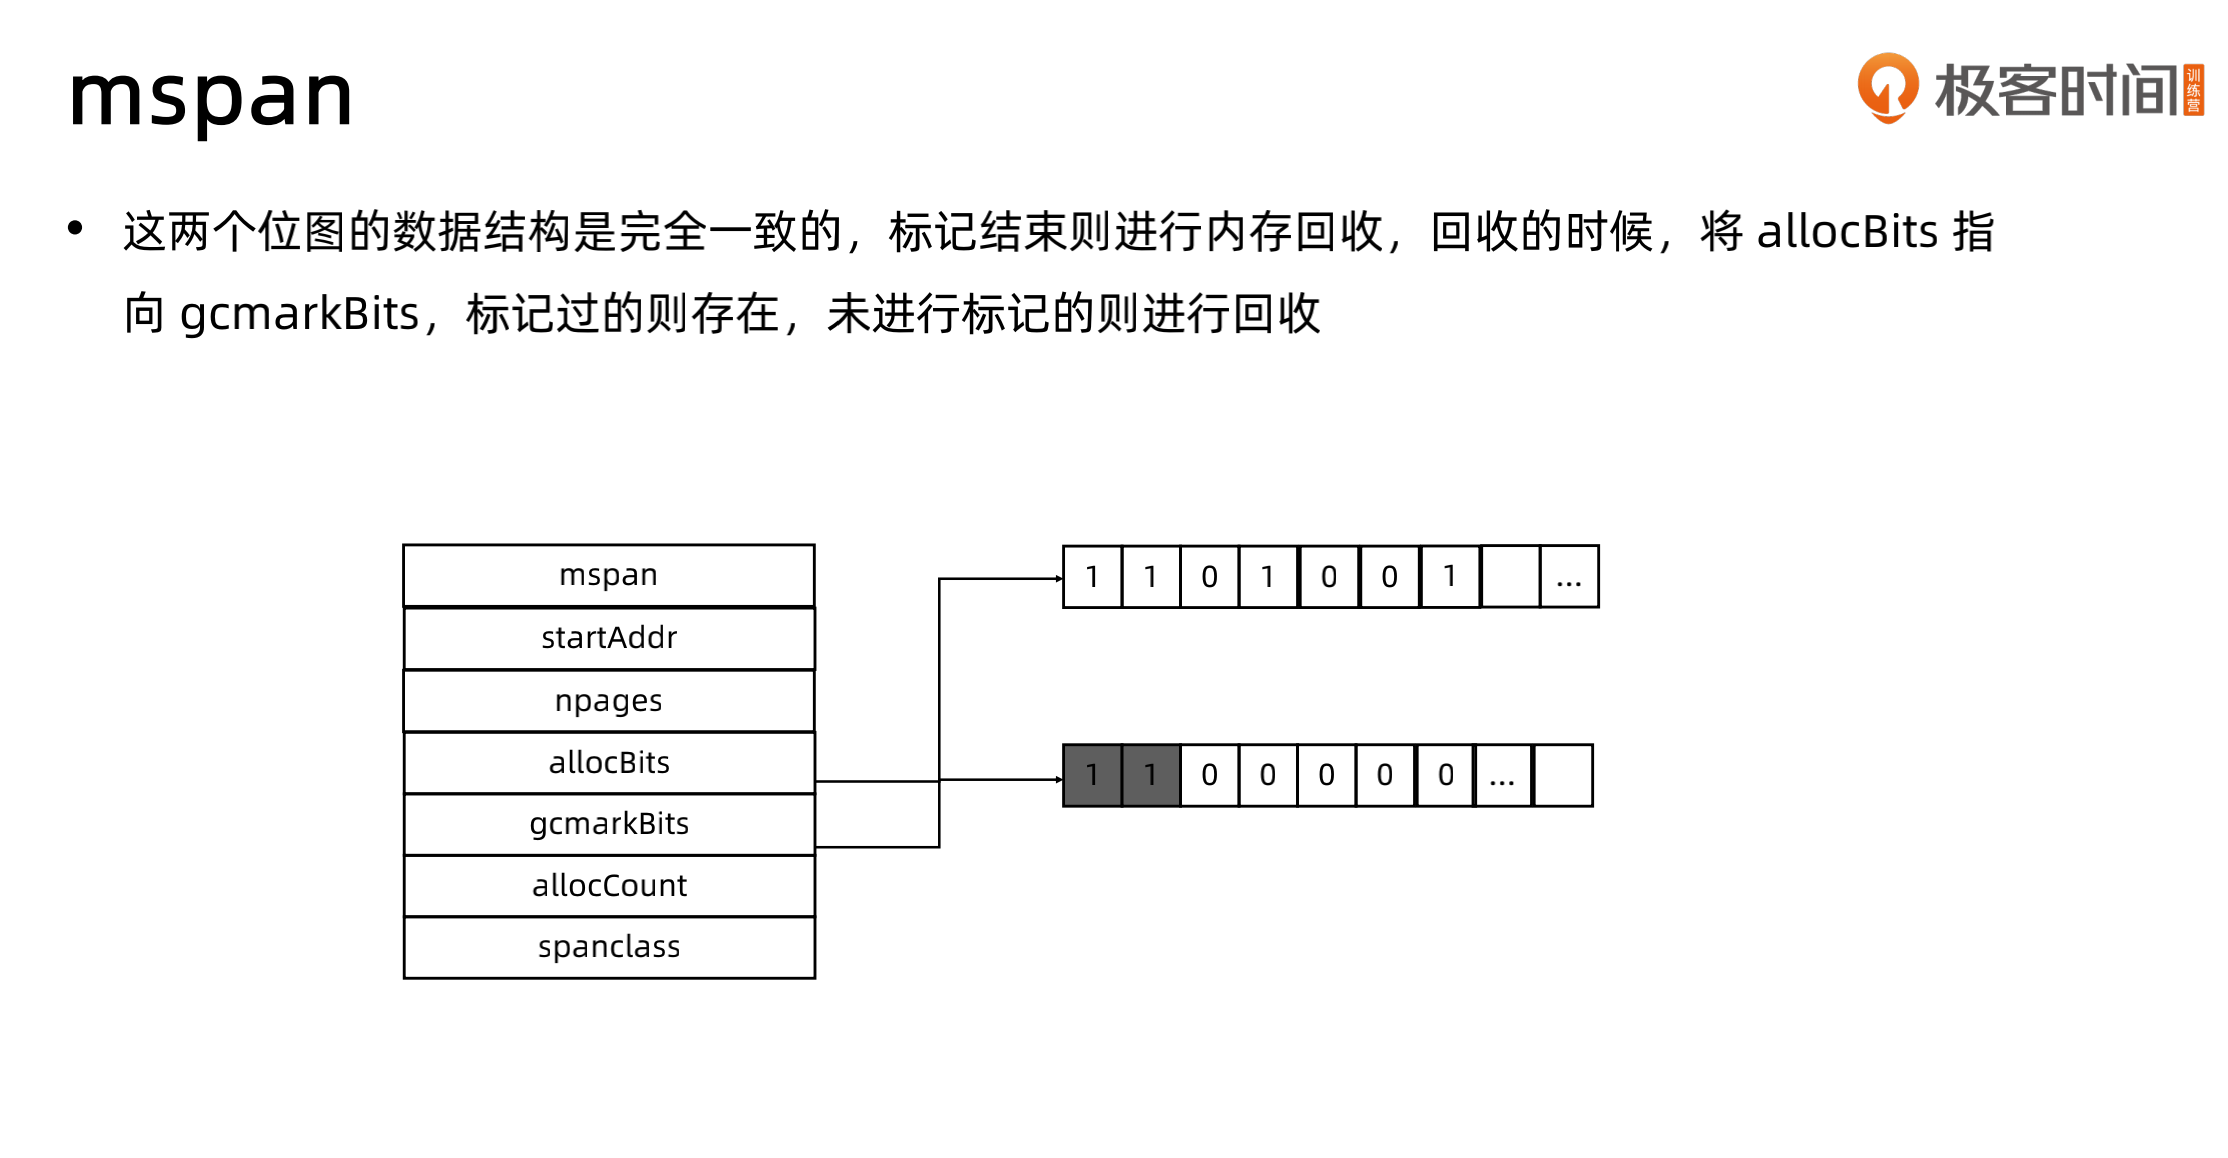 mspan
极客时间
训练营
• 这两个位图的数据结构是完全一致的，标记结束则进行内存回收，回收的时候，将 allocBits 指
向 gcmarkBits，标记过的则存在，未进行标记的则进行回收
mspan
startAddr
npages
allocBits
gcmarkBits
allocCount
spanclass
1 1 0 1 0 0 1 ...
1 1 0 0 0 0 0 ...